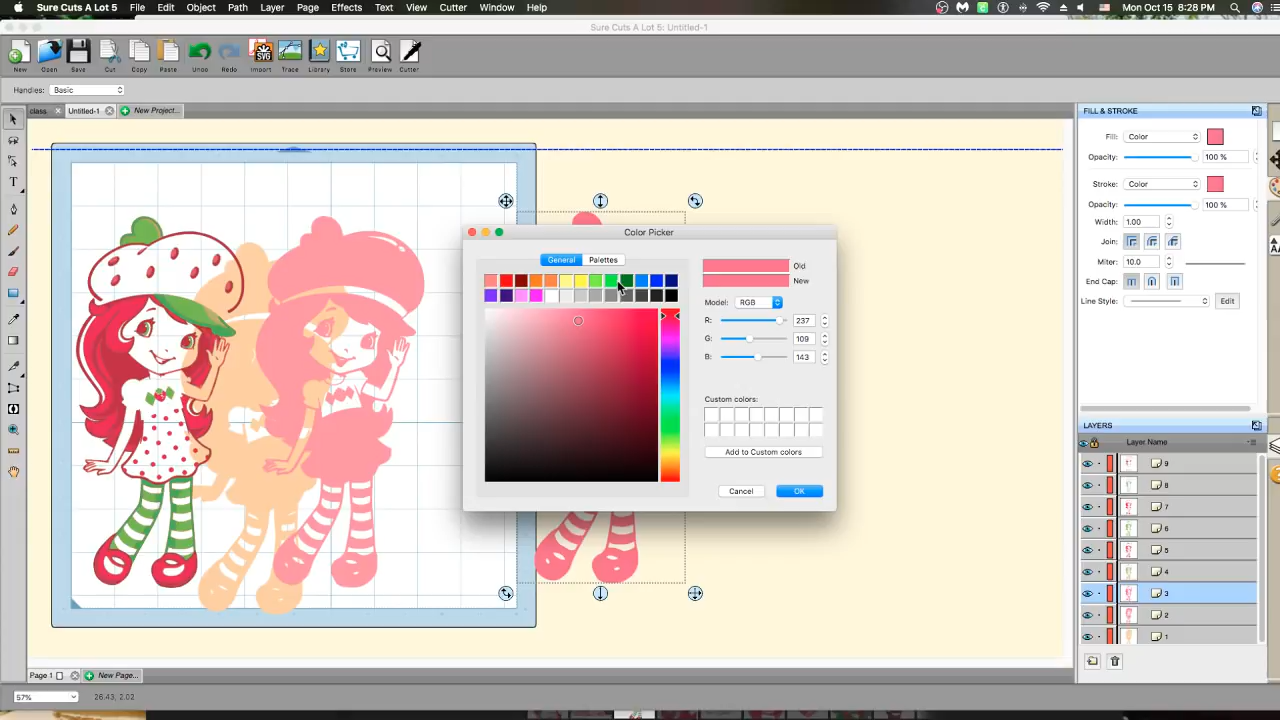 Sure Cuts A Lot 5 File Edit Object Path Layer Page Effects Text View Cutter Window Help Mon Oct 15 8:28 PM
Sure Cuts A Lot 5: Untitled-1
New Open Save Cut Copy Paste Undo Redo Import Trace Library Store Preview Cutter
SVG
Handles: Basic
class Untitled-1 New Project...
FILL & STROKE
Fill: Color
Opacity: 100 %
Stroke: Color
Opacity: 100 %
Width: 1.00
Join:
Miter: 10.0
End Cap:
Line Style: Edit
Color Picker
General Palettes
Old
New
Model: RGB
R: 237
G: 109
B: 143
Custom colors:
Add to Custom colors
Cancel OK
LAYERS
Layer Name
9
8
7
6
5
4
3
2
1
Page 1 New Page...
57% 26.43, 2.02